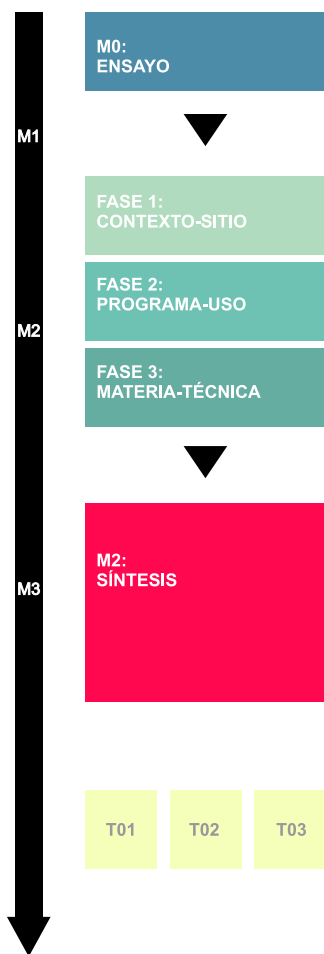 M0:
ENSAYO
M1
FASE 1:
CONTEXTO-SITIO
FASE 2:
PROGRAMA-USO
M2
FASE 3:
MATERIA-TÉCNICA
M2:
SÍNTESIS
M3
T01 T02 T03